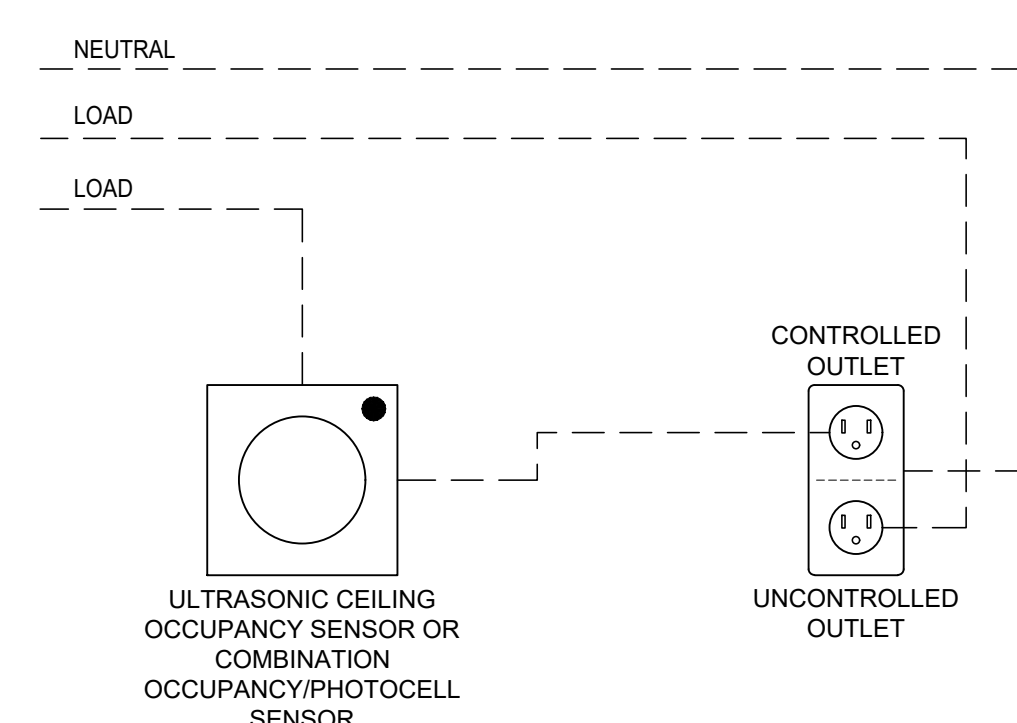 NEUTRAL
LOAD
LOAD
CONTROLLED
OUTLET
ULTRASONIC CEILING
OCCUPANCY SENSOR OR
COMBINATION
OCCUPANCY/PHOTOCELL
SENSOR
UNCONTROLLED
OUTLET